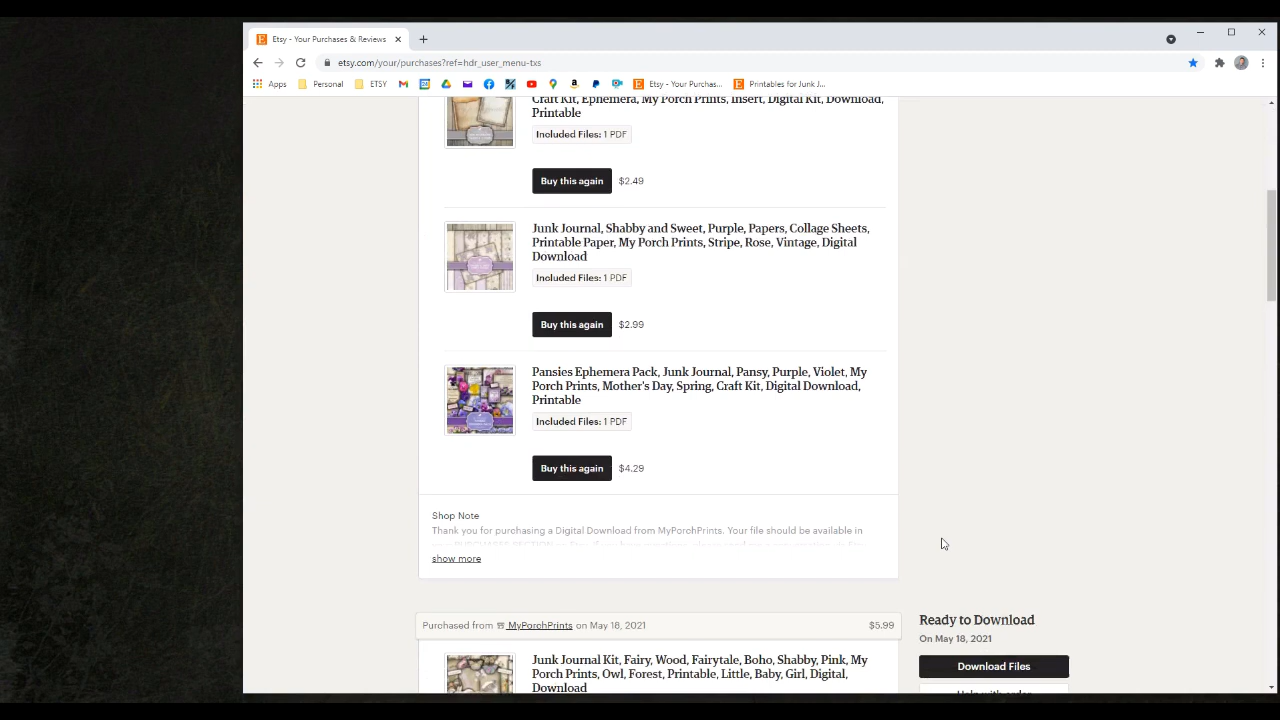 Etsy - Your Purchases & Reviews
etsy.com/your/purchases?ref=hdr_user_menu-txs
Apps Personal ETSY Etsy - Your Purchas... Printables for Junk J...
Craft Kit, Ephemera, My Porch Prints, Insert, Digital Kit, Download,
Printable
Included Files: 1 PDF
Buy this again $2.49
Junk Journal, Shabby and Sweet, Purple, Papers, Collage Sheets,
Printable Paper, My Porch Prints, Stripe, Rose, Vintage, Digital
Download
Included Files: 1 PDF
Buy this again $2.99
Pansies Ephemera Pack, Junk Journal, Pansy, Purple, Violet, My
Porch Prints, Mother's Day, Spring, Craft Kit, Digital Download,
Printable
Included Files: 1 PDF
Buy this again $4.29
Shop Note
Thank you for purchasing a Digital Download from MyPorchPrints. Your file should be available in
show more
Purchased from MyPorchPrints on May 18, 2021 $5.99
Junk Journal Kit, Fairy, Wood, Fairytale, Boho, Shabby, Pink, My
Porch Prints, Owl, Forest, Printable, Little, Baby, Girl, Digital,
Download
Ready to Download
On May 18, 2021
Download Files
Help with order